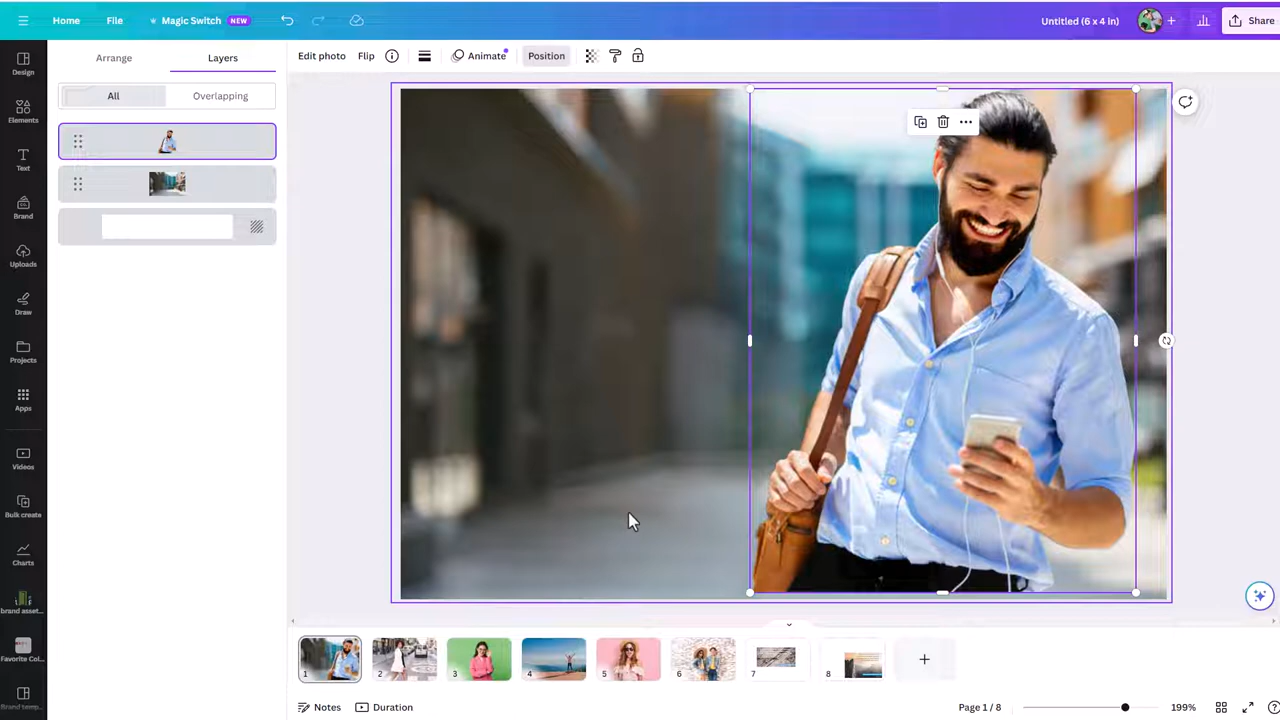 Home File Magic Switch NEW Untitled (6 x 4 in) Share
Design
Elements
Text
Brand
Uploads
Draw
Projects
Apps
Videos
Bulk create
Charts
brand asset...
Favorite Col...
Brand temp...
Arrange Layers
All Overlapping
Edit photo Flip Animate Position
1 2 3 4 5 6 7 8
Notes Duration Page 1 / 8 199%